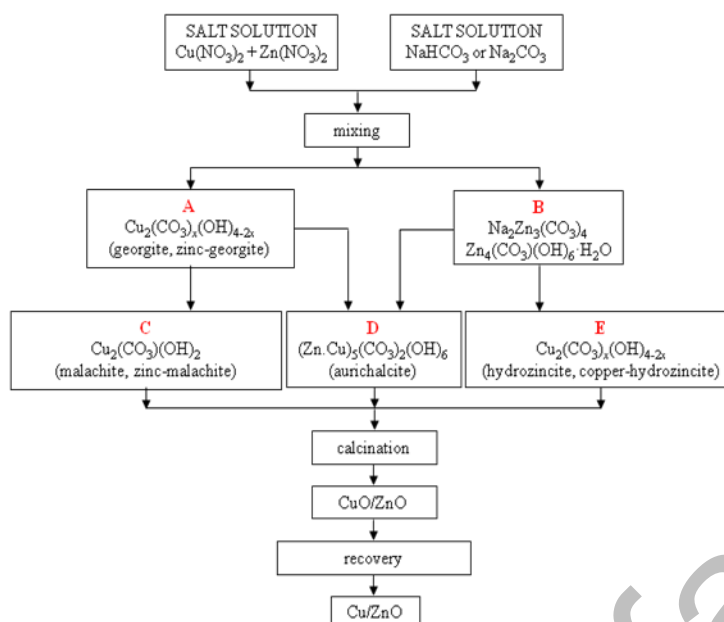 SALT SOLUTION
Cu(NO₃)₂ + Zn(NO₃)₂
SALT SOLUTION
NaHCO₃ or Na₂CO₃
mixing
A
Cu₂(CO₃)ₓ(OH)₄₋₂ₓ
(georgite, zinc-georgite)
B
Na₂Zn₃(CO₃)₄
Zn₄(CO₃)(OH)₆·H₂O
C
Cu₂(CO₃)(OH)₂
(malachite, zinc-malachite)
D
(Zn.Cu)₅(CO₃)₂(OH)₆
(aurichalcite)
E
Cu₂(CO₃)ₓ(OH)₄₋₂ₓ
(hydrozincite, copper-hydrozincite)
calcination
CuO/ZnO
recovery
Cu/ZnO